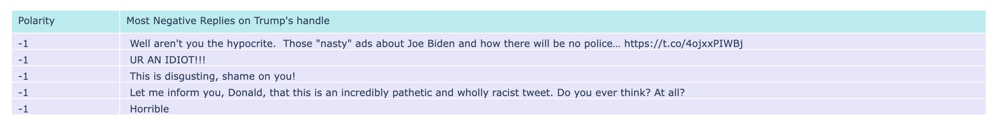 Polarity Most Negative Replies on Trump's handle
-1 Well aren't you the hypocrite.  Those "nasty" ads about Joe Biden and how there will be no police… https://t.co/4ojxxPIWBj
-1 UR AN IDIOT!!!
-1 This is disgusting, shame on you!
-1 Let me inform you, Donald, that this is an incredibly pathetic and wholly racist tweet. Do you ever think? At all?
-1 Horrible